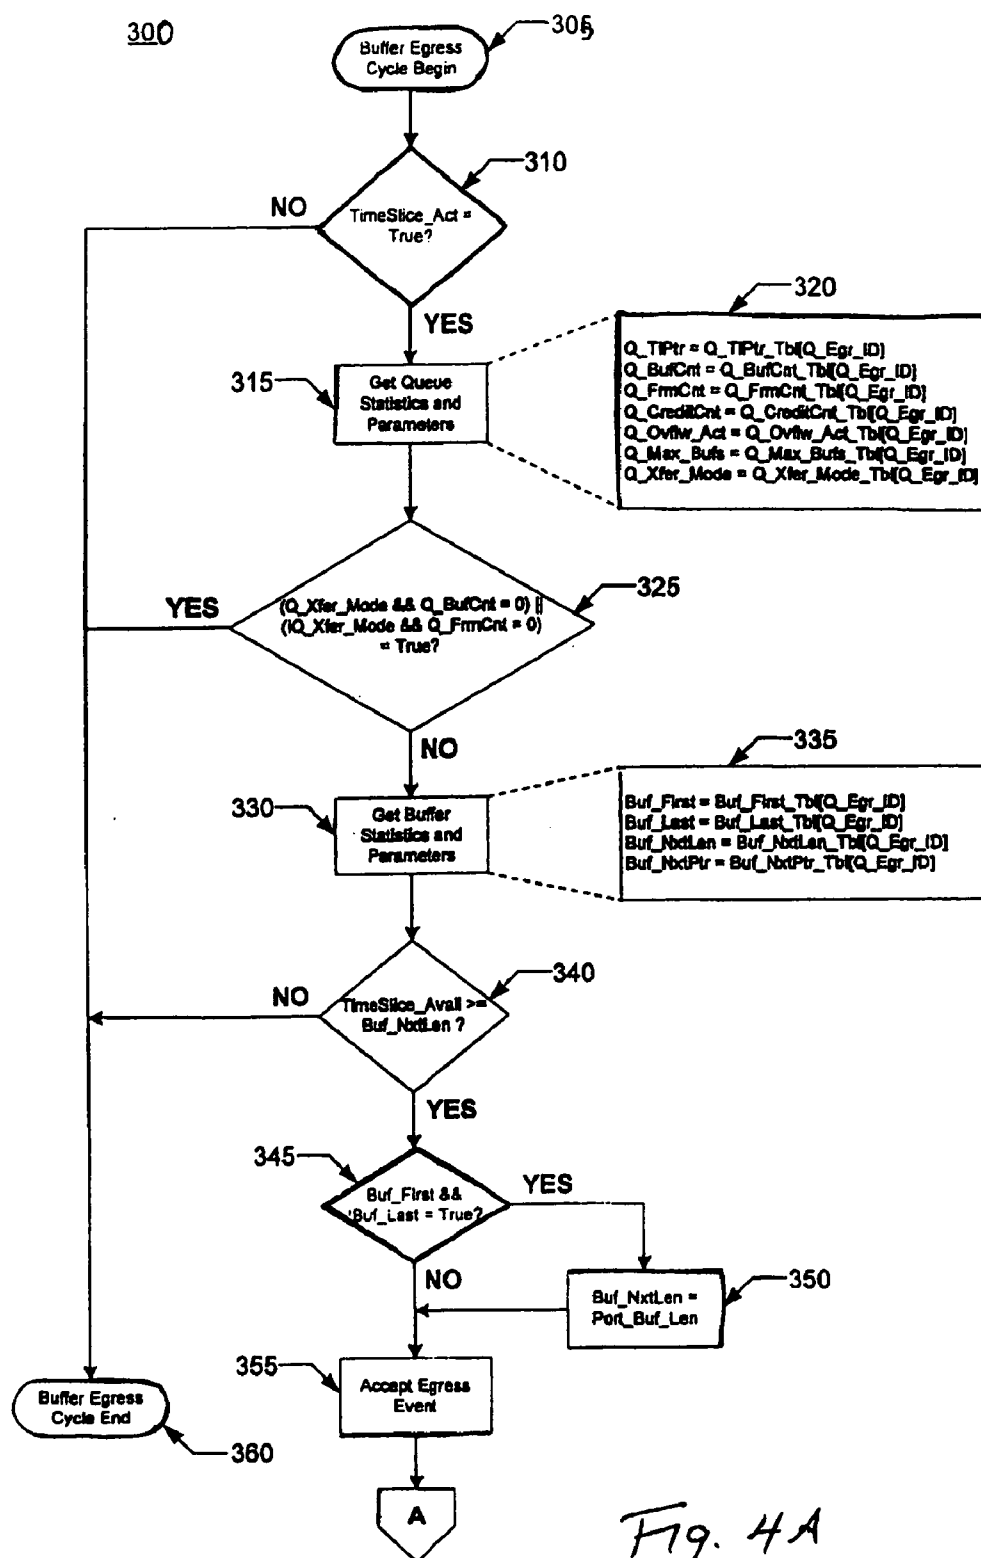 300
305
Buffer Egress
Cycle Begin
310
NO
TimeSlice_Act =
True?
YES
320
315
Get Queue
Statistics and
Parameters
Q_TlPtr = Q_TlPtr_Tbl[Q_Egr_ID]
Q_BufCnt = Q_BufCnt_Tbl[Q_Egr_ID]
Q_FrmCnt = Q_FrmCnt_Tbl[Q_Egr_ID]
Q_CreditCnt = Q_CreditCnt_Tbl[Q_Egr_ID]
Q_Ovflw_Act = Q_Ovflw_Act_Tbl[Q_Egr_ID]
Q_Max_Bufs = Q_Max_Bufs_Tbl[Q_Egr_ID]
Q_Xfer_Mode = Q_Xfer_Mode_Tbl[Q_Egr_ID]
325
YES
(Q_Xfer_Mode && Q_BufCnt = 0) ||
(!Q_Xfer_Mode && Q_FrmCnt = 0)
= True?
NO
335
330
Get Buffer
Statistics and
Parameters
Buf_First = Buf_First_Tbl[Q_Egr_ID]
Buf_Last = Buf_Last_Tbl[Q_Egr_ID]
Buf_NxtLen = Buf_NxtLen_Tbl[Q_Egr_ID]
Buf_NxtPtr = Buf_NxtPtr_Tbl[Q_Egr_ID]
340
NO
TimeSlice_Avail >=
Buf_NxtLen ?
YES
345
Buf_First &&
!Buf_Last = True?
YES
NO
350
Buf_NxtLen =
Port_Buf_Len
355
Accept Egress
Event
Buffer Egress
Cycle End
360
A
Fig. 4A